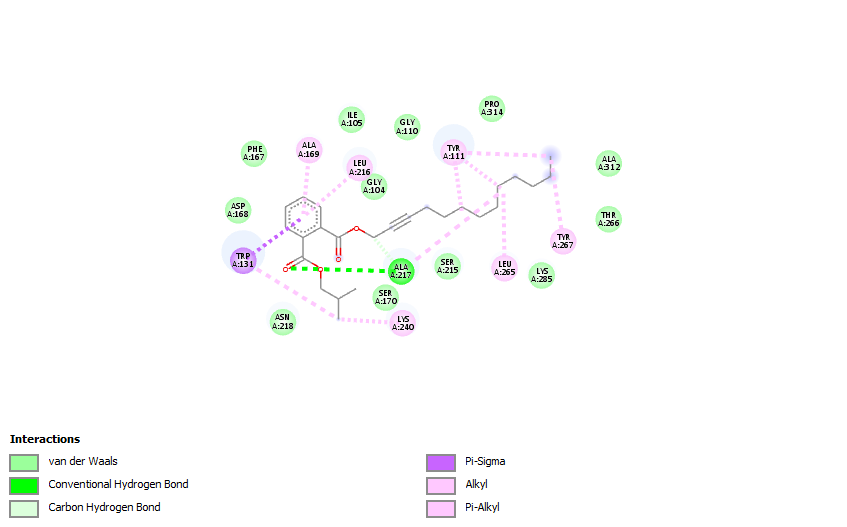 PRO
A:314
ILE
A:105
GLY
A:110
TYR
A:111
PHE
A:167
ALA
A:169
LEU
A:216
ALA
A:312
GLY
A:104
ASP
A:168
THR
A:266
TYR
A:267
TRP
A:131
ALA
A:217
SER
A:215
LEU
A:265
LYS
A:285
SER
A:170
ASN
A:218
LYS
A:240
O
O
O
O
Interactions
van der Waals
Conventional Hydrogen Bond
Carbon Hydrogen Bond
Pi-Sigma
Alkyl
Pi-Alkyl